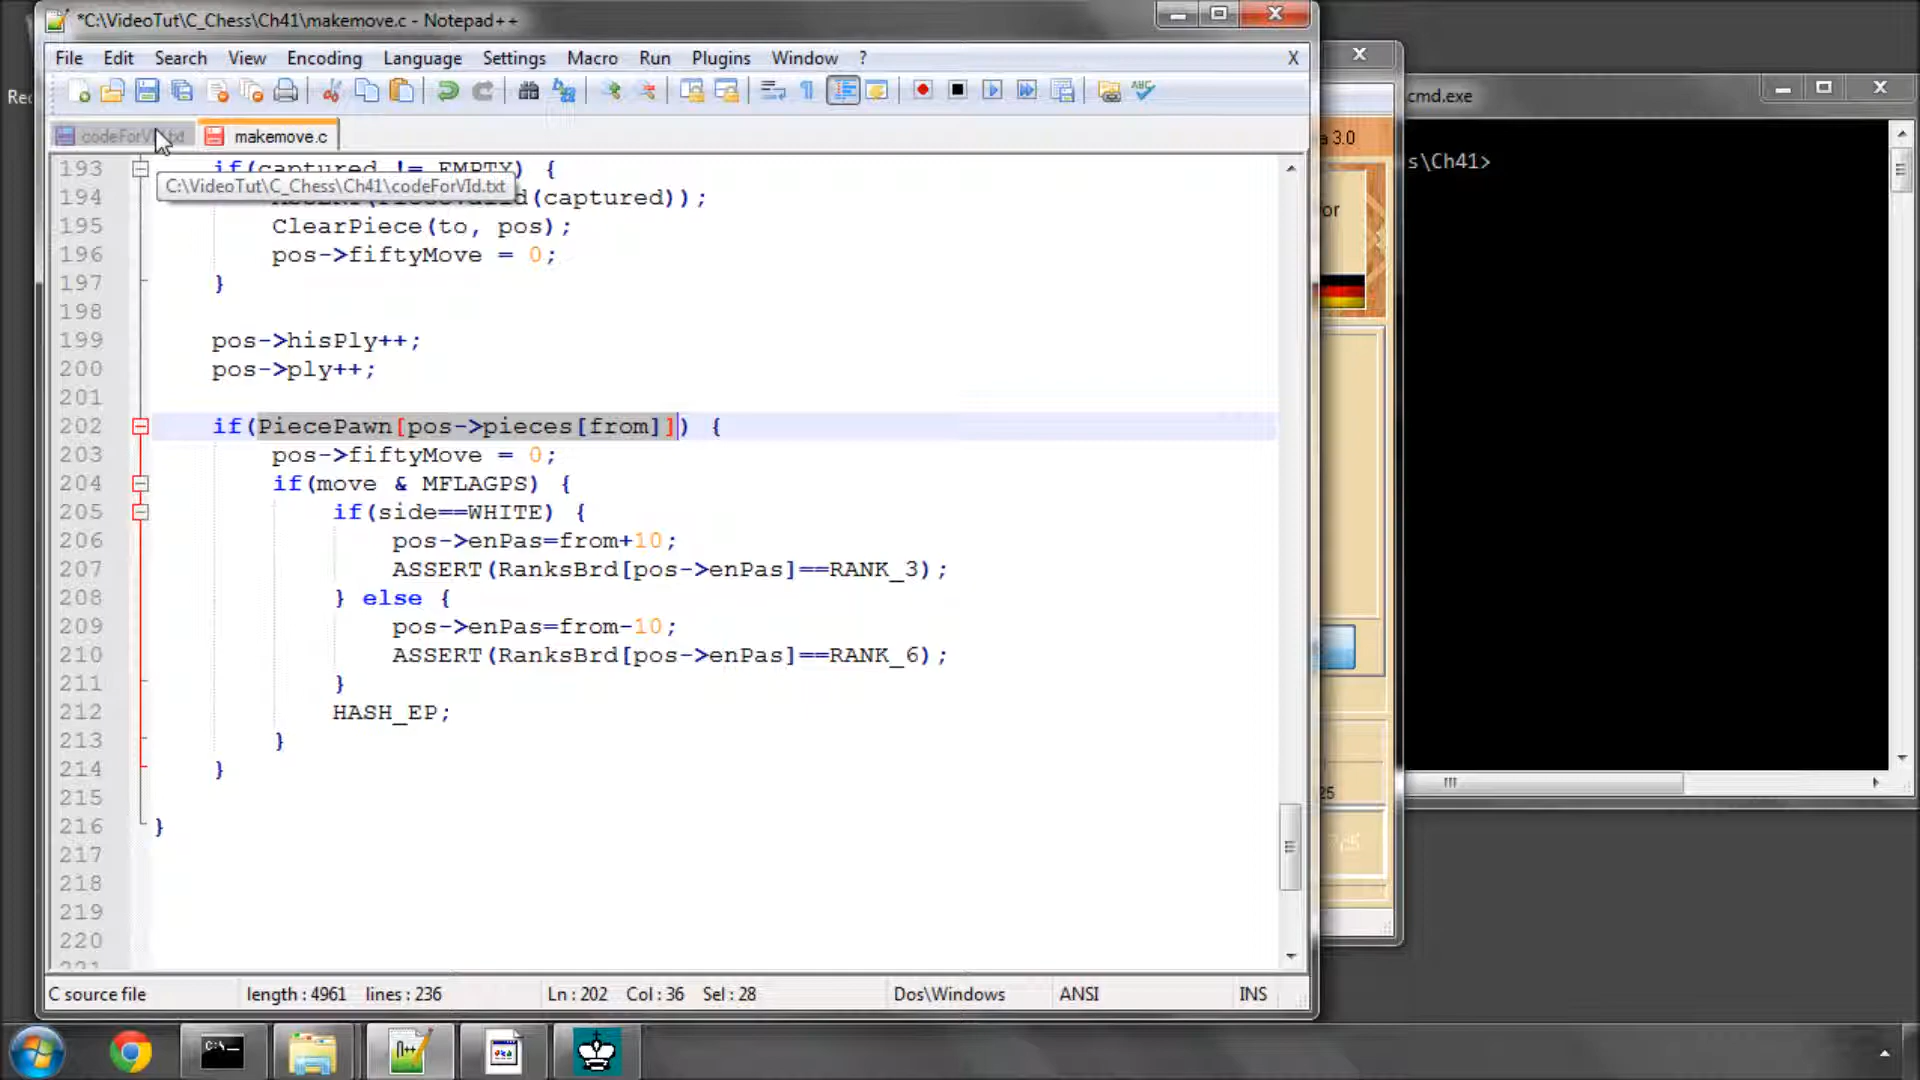 *C:\VideoTut\C_Chess\Ch41\makemove.c - Notepad++
File Edit Search View Encoding Language Settings Macro Run Plugins Window ? X
makemove.c
193 if(captured != EMPTY) {
C:\VideoTut\C_Chess\Ch41\codeForVId.txt
194 (captured));
195 ClearPiece(to, pos);
196 pos->fiftyMove = 0;
197 }
198
199 pos->hisPly++;
200 pos->ply++;
201
202 if(PiecePawn[pos->pieces[from]]) {
203 pos->fiftyMove = 0;
204 if(move & MFLAGPS) {
205 if(side==WHITE) {
206 pos->enPas=from+10;
207 ASSERT(RanksBrd[pos->enPas]==RANK_3);
208 } else {
209 pos->enPas=from-10;
210 ASSERT(RanksBrd[pos->enPas]==RANK_6);
211 }
212 HASH_EP;
213 }
214 }
215
216 }
217
218
219
220
221
C source file length : 4961 lines : 236 Ln : 202 Col : 36 Sel : 28 Dos\Windows ANSI INS
cmd.exe
s\Ch41>
a 3.0
or
25